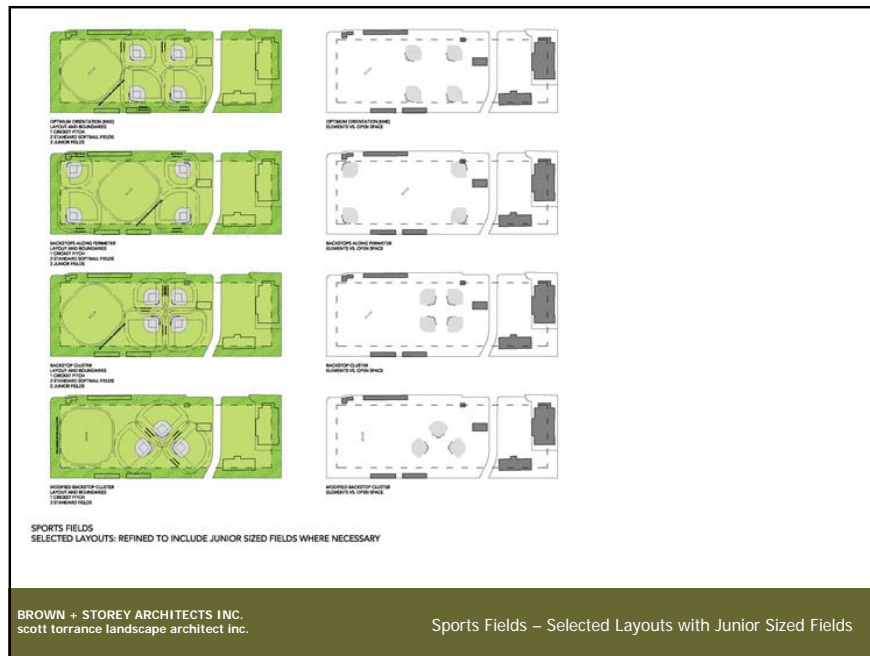 OPTIMUM ORIENTATION (NNE)
LAYOUT AND BOUNDARIES
1 CRICKET PITCH
2 STANDARD SOFTBALL FIELDS
2 JUNIOR FIELDS
OPTIMUM ORIENTATION (NNE)
ELEMENTS VS. OPEN SPACE
BACKSTOPS ALONG PERIMETER
LAYOUT AND BOUNDARIES
1 CRICKET PITCH
2 STANDARD SOFTBALL FIELDS
2 JUNIOR FIELDS
BACKSTOPS ALONG PERIMETER
ELEMENTS VS. OPEN SPACE
BACKSTOP CLUSTER
LAYOUT AND BOUNDARIES
1 CRICKET PITCH
2 STANDARD SOFTBALL FIELDS
2 JUNIOR FIELDS
BACKSTOP CLUSTER
ELEMENTS VS. OPEN SPACE
MODIFIED BACKSTOP CLUSTER
LAYOUT AND BOUNDARIES
1 CRICKET PITCH
3 STANDARD FIELDS
MODIFIED BACKSTOP CLUSTER
ELEMENTS VS. OPEN SPACE
SPORTS FIELDS
SELECTED LAYOUTS: REFINED TO INCLUDE JUNIOR SIZED FIELDS WHERE NECESSARY
BROWN + STOREY ARCHITECTS INC.
scott torrance landscape architect inc.
Sports Fields – Selected Layouts with Junior Sized Fields